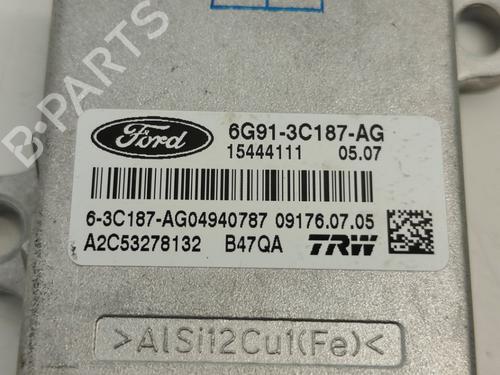 B-PARTS
Ford
6G91-3C187-AG
15444111 05.07
6-3C187-AG04940787 09176.07.05
A2C53278132 B47QA TRW
>AlSi12Cu1(Fe)<